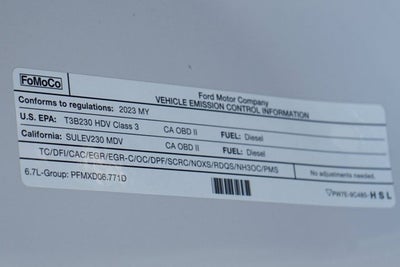 FoMoCo
Ford Motor Company
VEHICLE EMISSION CONTROL INFORMATION
Conforms to regulations: 2023 MY
U.S. EPA: T3B230 HDV Class 3 CA OBD II FUEL: Diesel
California: SULEV230 MDV CA OBD II FUEL: Diesel
TC/DFI/CAC/EGR/EGR-C/OC/DPF/SCRC/NOXS/RDQS/NH3OC/PMS
No adjustments needed.
6.7L-Group: PFMXD06.771D
PW7E-9C485-HSL